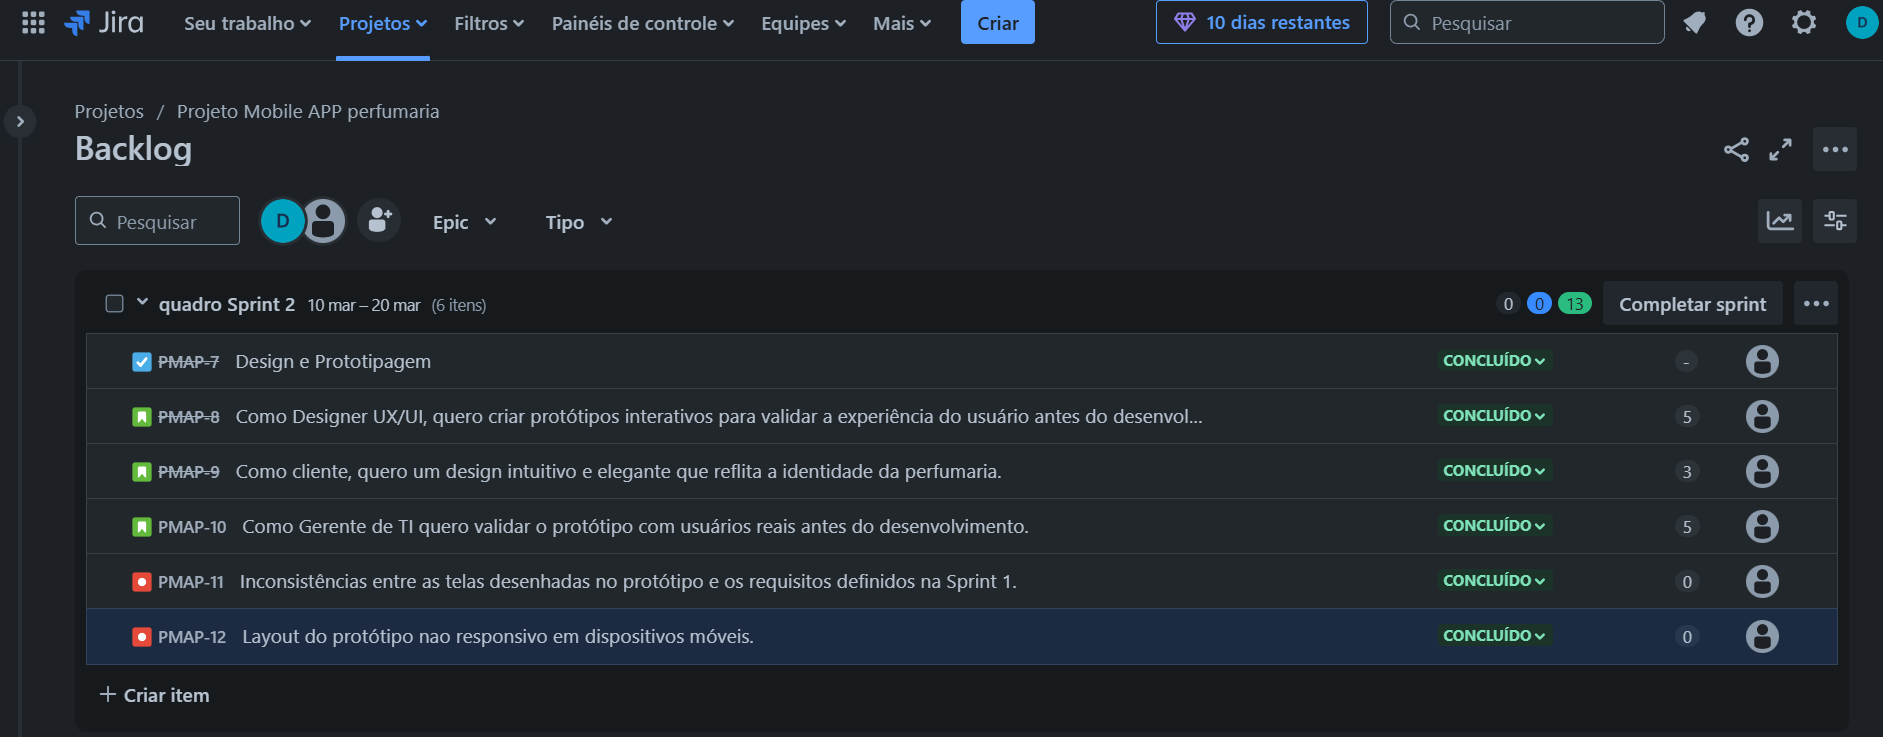 Jira Seu trabalho Projetos Filtros Painéis de controle Equipes Mais Criar 10 dias restantes Pesquisar D
Projetos / Projeto Mobile APP perfumaria
Backlog
Pesquisar D Epic Tipo
quadro Sprint 2 10 mar – 20 mar (6 itens) 0 0 13 Completar sprint
PMAP-7 Design e Prototipagem CONCLUÍDO -
PMAP-8 Como Designer UX/UI, quero criar protótipos interativos para validar a experiência do usuário antes do desenvol... CONCLUÍDO 5
PMAP-9 Como cliente, quero um design intuitivo e elegante que reflita a identidade da perfumaria. CONCLUÍDO 3
PMAP-10 Como Gerente de TI quero validar o protótipo com usuários reais antes do desenvolvimento. CONCLUÍDO 5
PMAP-11 Inconsistências entre as telas desenhadas no protótipo e os requisitos definidos na Sprint 1. CONCLUÍDO 0
PMAP-12 Layout do protótipo nao responsivo em dispositivos móveis. CONCLUÍDO 0
+ Criar item